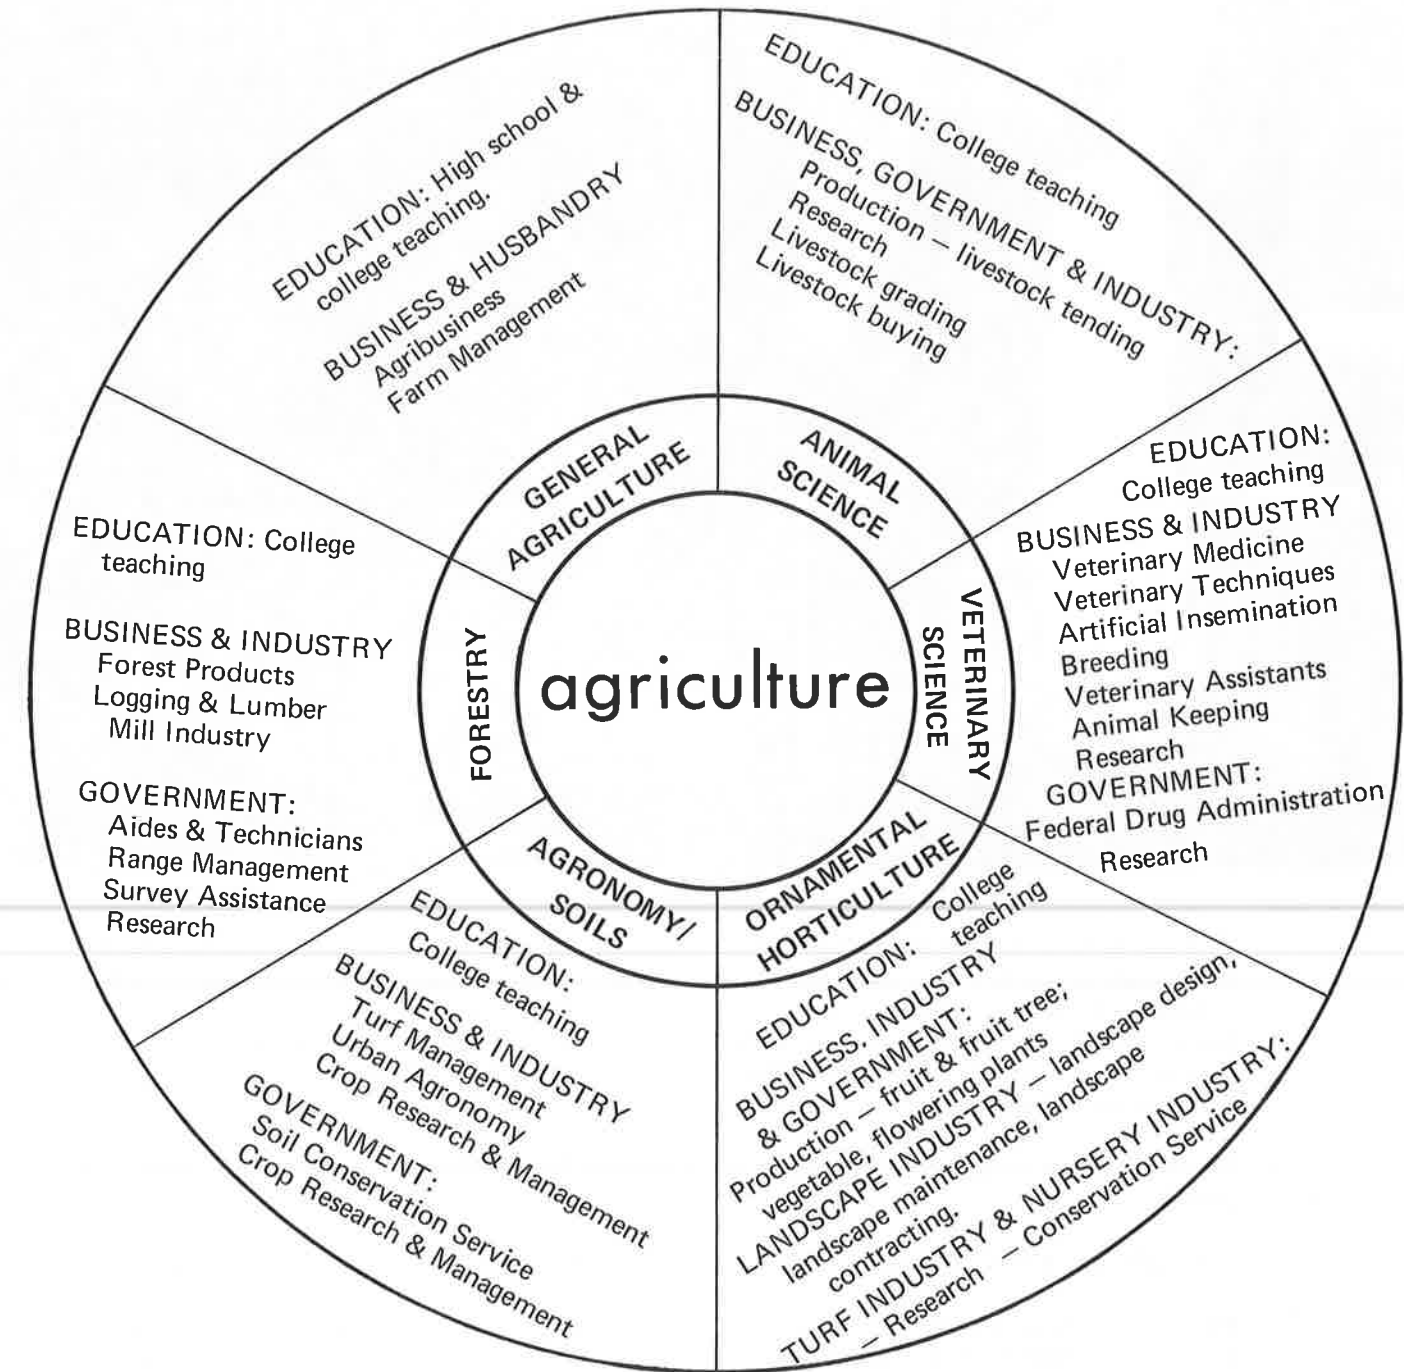 agriculture
GENERAL
AGRICULTURE
EDUCATION: High school &
college teaching.
BUSINESS & HUSBANDRY
Agribusiness
Farm Management
ANIMAL
SCIENCE
EDUCATION: College teaching
BUSINESS, GOVERNMENT & INDUSTRY:
Production – livestock tending
Research
Livestock grading
Livestock buying
VETERINARY
SCIENCE
EDUCATION:
College teaching
BUSINESS & INDUSTRY
Veterinary Medicine
Veterinary Techniques
Artificial Insemination
Breeding
Veterinary Assistants
Animal Keeping
Research
GOVERNMENT:
Federal Drug Administration
Research
ORNAMENTAL
HORTICULTURE
EDUCATION: College
teaching
BUSINESS, INDUSTRY
& GOVERNMENT:
Production – fruit & fruit tree;
vegetable, flowering plants
LANDSCAPE INDUSTRY – landscape design,
landscape maintenance, landscape
contracting.
TURF INDUSTRY & NURSERY INDUSTRY:
– Research – Conservation Service
AGRONOMY/
SOILS
EDUCATION:
College teaching
BUSINESS & INDUSTRY
Turf Management
Urban Agronomy
Crop Research & Management
GOVERNMENT:
Soil Conservation Service
Crop Research & Management
FORESTRY
EDUCATION: College
teaching
BUSINESS & INDUSTRY
Forest Products
Logging & Lumber
Mill Industry
GOVERNMENT:
Aides & Technicians
Range Management
Survey Assistance
Research